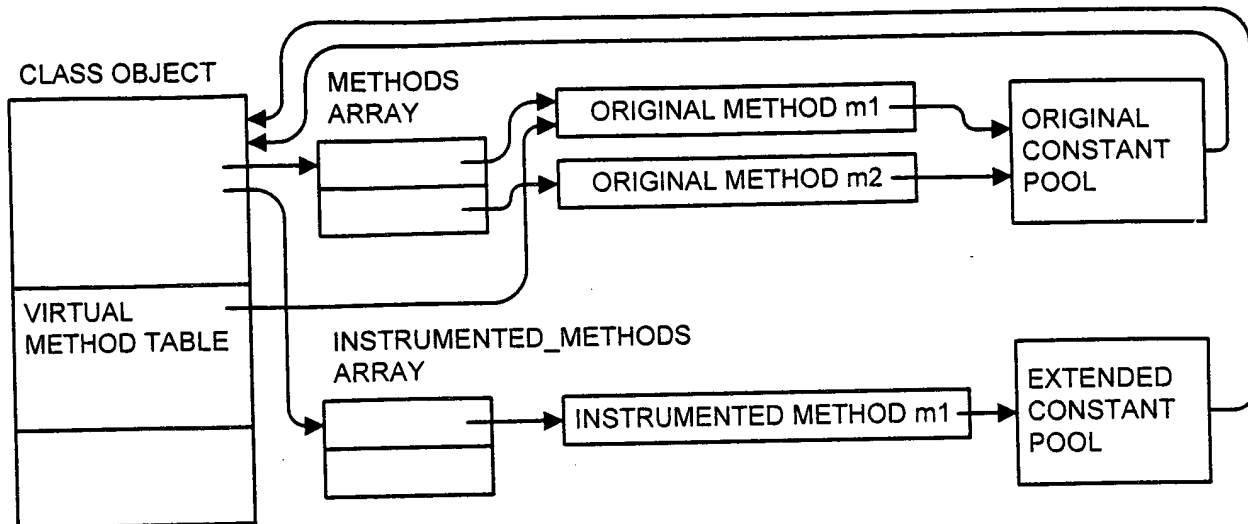 CLASS OBJECT
METHODS
ARRAY
ORIGINAL METHOD m1
ORIGINAL METHOD m2
ORIGINAL
CONSTANT
POOL
VIRTUAL
METHOD TABLE
INSTRUMENTED_METHODS
ARRAY
INSTRUMENTED METHOD m1
EXTENDED
CONSTANT
POOL